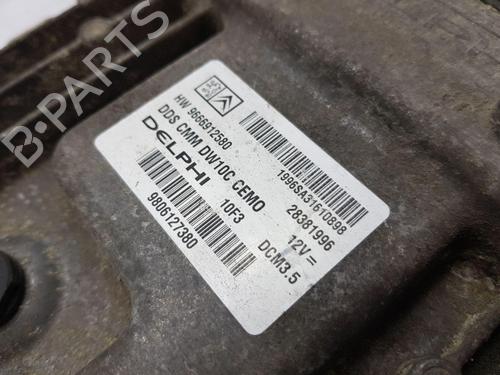 HW 9666912580
DDS CMM DW10C CEMO
DELPHI 10F3
9806127380
1996SA31610898
28381996
12V =
DCM3.5
B-PARTS